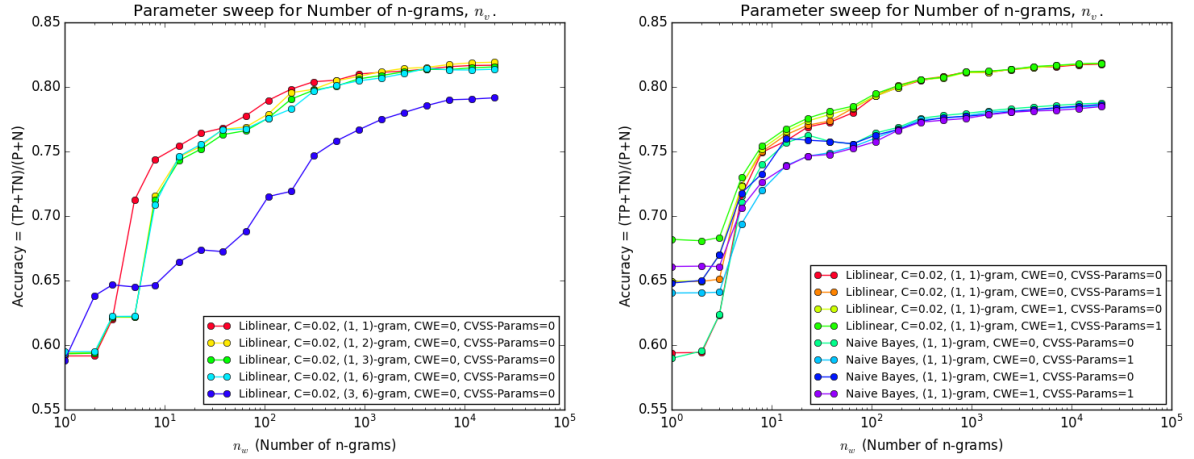 Parameter sweep for Number of n-grams, n_v.
Accuracy = (TP+TN)/(P+N)
0.85
0.80
0.75
0.70
0.65
0.60
0.55
Liblinear, C=0.02, (1, 1)-gram, CWE=0, CVSS-Params=0
Liblinear, C=0.02, (1, 2)-gram, CWE=0, CVSS-Params=0
Liblinear, C=0.02, (1, 3)-gram, CWE=0, CVSS-Params=0
Liblinear, C=0.02, (1, 6)-gram, CWE=0, CVSS-Params=0
Liblinear, C=0.02, (3, 6)-gram, CWE=0, CVSS-Params=0
10^0 10^1 10^2 10^3 10^4 10^5
n_w (Number of n-grams)
Parameter sweep for Number of n-grams, n_v.
Accuracy = (TP+TN)/(P+N)
0.85
0.80
0.75
0.70
0.65
0.60
0.55
Liblinear, C=0.02, (1, 1)-gram, CWE=0, CVSS-Params=0
Liblinear, C=0.02, (1, 1)-gram, CWE=0, CVSS-Params=1
Liblinear, C=0.02, (1, 1)-gram, CWE=1, CVSS-Params=0
Liblinear, C=0.02, (1, 1)-gram, CWE=1, CVSS-Params=1
Naive Bayes, (1, 1)-gram, CWE=0, CVSS-Params=0
Naive Bayes, (1, 1)-gram, CWE=0, CVSS-Params=1
Naive Bayes, (1, 1)-gram, CWE=1, CVSS-Params=0
Naive Bayes, (1, 1)-gram, CWE=1, CVSS-Params=1
10^0 10^1 10^2 10^3 10^4 10^5
n_w (Number of n-grams)